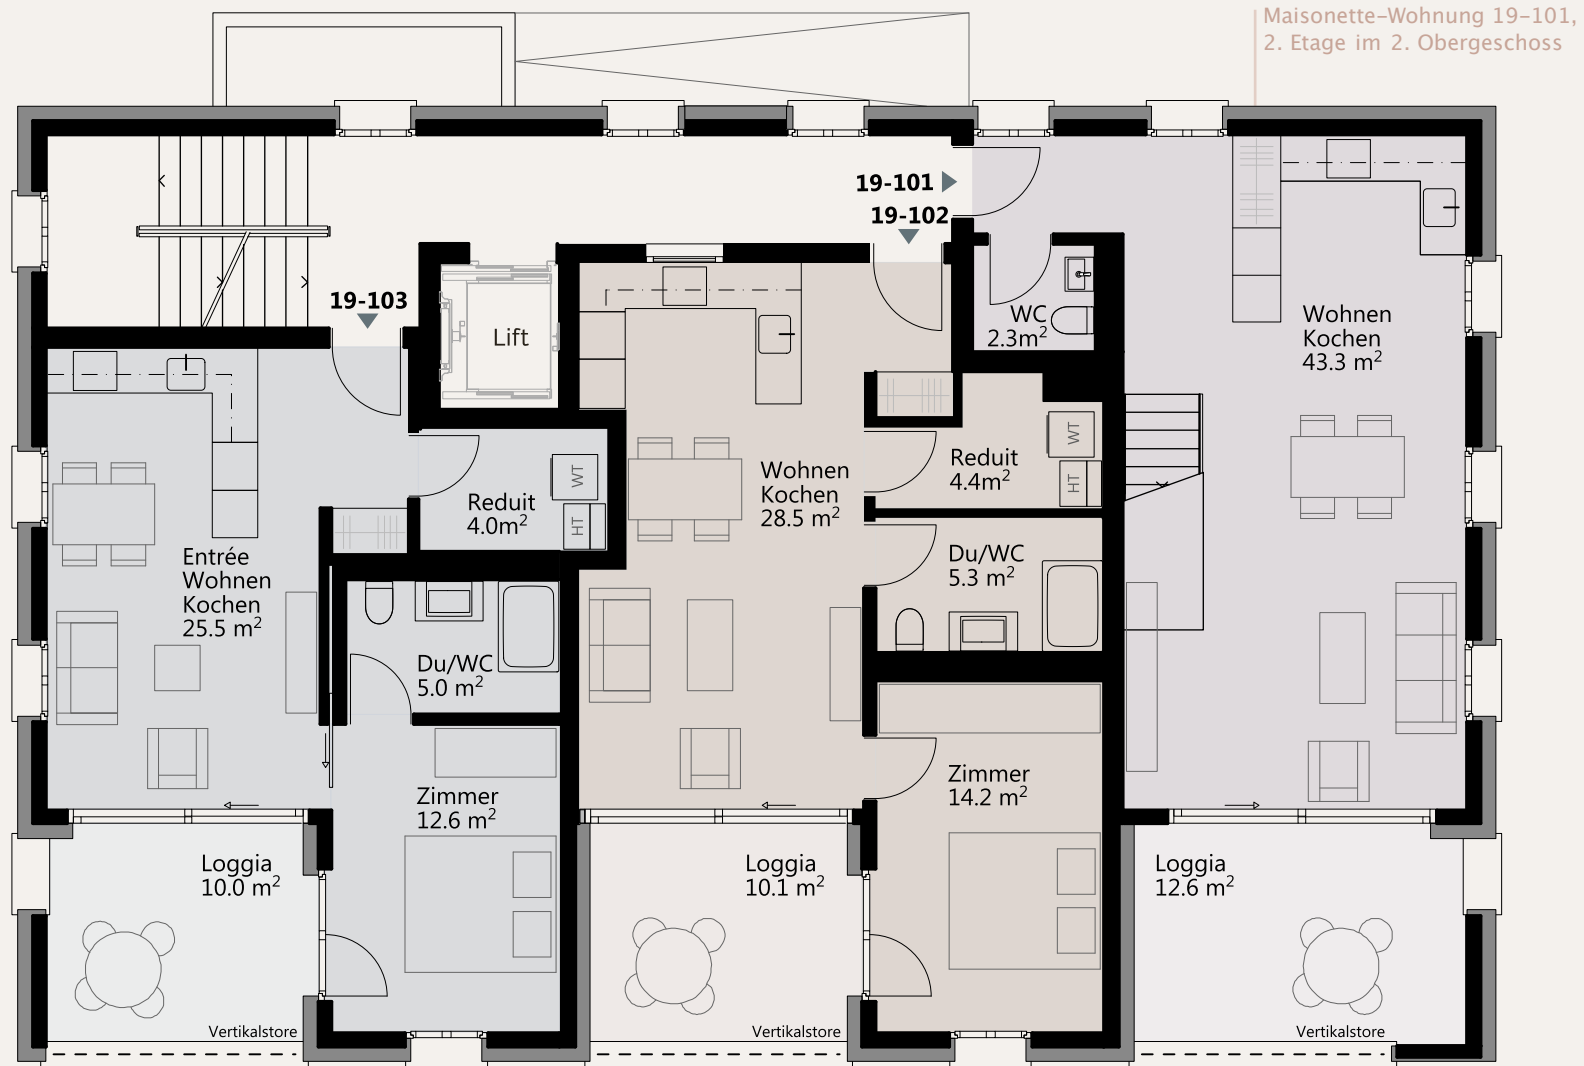 Maisonette-Wohnung 19-101,
2. Etage im 2. Obergeschoss
19-101
19-102
19-103
Lift
WC
2.3m²
Wohnen
Kochen
43.3 m²
Wohnen
Kochen
28.5 m²
Reduit
4.4m²
WT
HT
Reduit
4.0m²
WT
HT
Entrée
Wohnen
Kochen
25.5 m²
Du/WC
5.3 m²
Du/WC
5.0 m²
Zimmer
14.2 m²
Zimmer
12.6 m²
Loggia
10.0 m²
Loggia
10.1 m²
Loggia
12.6 m²
Vertikalstore
Vertikalstore
Vertikalstore